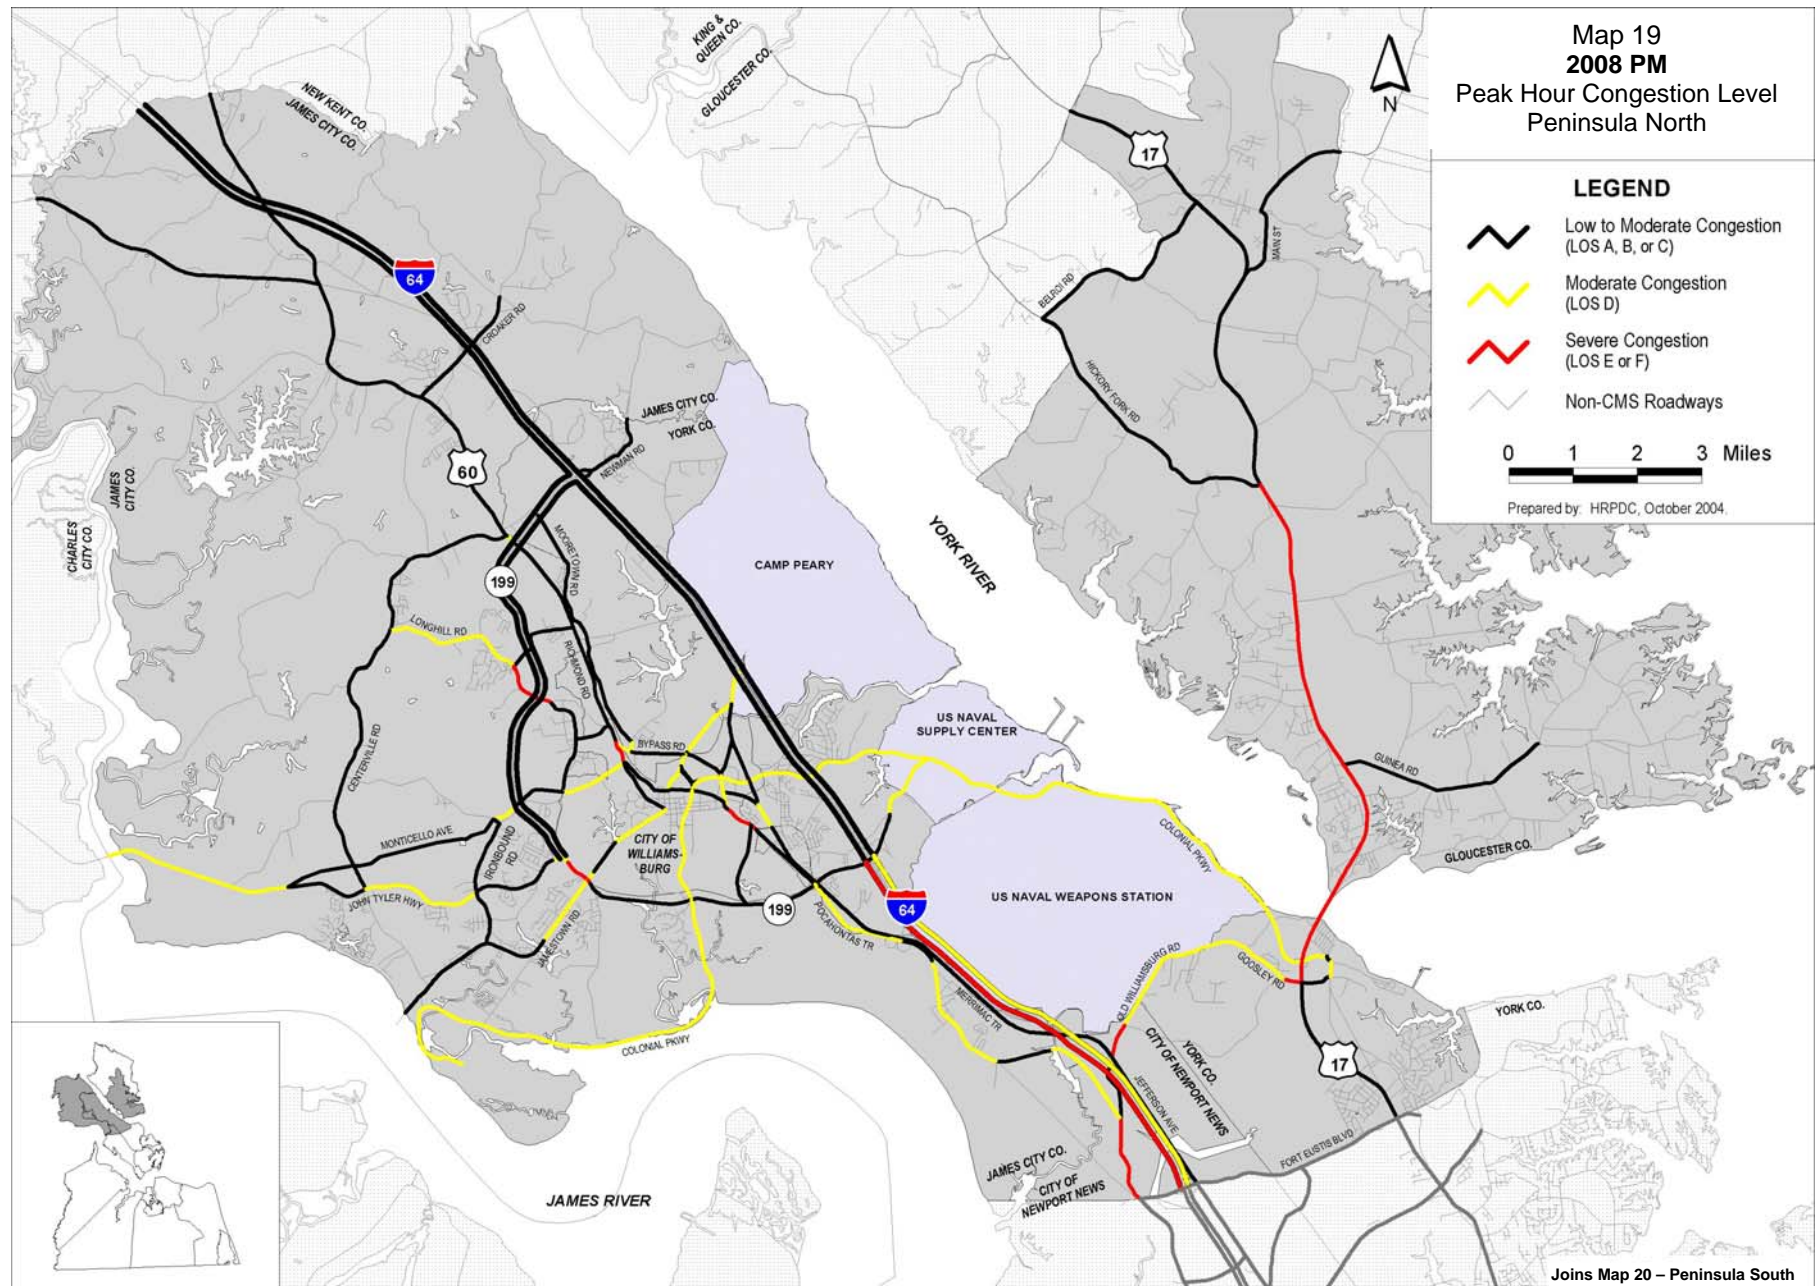 Map 19
2008 PM
Peak Hour Congestion Level
Peninsula North
LEGEND
Low to Moderate Congestion
(LOS A, B, or C)
Moderate Congestion
(LOS D)
Severe Congestion
(LOS E or F)
Non-CMS Roadways
0 1 2 3 Miles
Prepared by: HRPDC, October 2004.
N
KING &
QUEEN CO.
GLOUCESTER CO.
NEW KENT CO.
JAMES CITY CO.
17
MAIN ST
BELROI RD
HICKORY FORK RD
64
CROAKER RD
JAMES CITY CO.
YORK CO.
NEWMAN RD
60
JAMES
CITY CO.
CHARLES
CITY CO.
MOORETOWN RD
CAMP PEARY
YORK RIVER
199
LONGHILL RD
RICHMOND RD
US NAVAL
SUPPLY CENTER
CENTERVILLE RD
BYPASS RD
GUINEA RD
MONTICELLO AVE
IRONBOUND
RD
CITY OF
WILLIAMS-
BURG
COLONIAL PKWY
GLOUCESTER CO.
US NAVAL WEAPONS STATION
JOHN TYLER HWY
199
64
POCAHONTAS TR
JAMESTOWN RD
OLD WILLIAMSBURG RD
GOOSLEY RD
MERRIMAC TR
YORK CO.
COLONIAL PKWY
YORK CO.
CITY OF NEWPORT NEWS
17
JEFFERSON AVE
FORT EUSTIS BLVD
JAMES CITY CO.
CITY OF
NEWPORT NEWS
JAMES RIVER
Joins Map 20 – Peninsula South